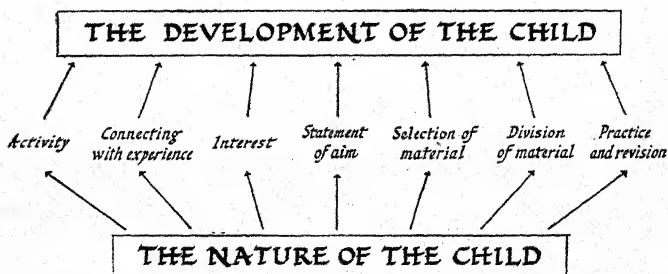 THE DEVELOPMENT OF THE CHILD
Activity
Connecting
with experience
Interest
Statement
of aim
Selection of
material
Division
of material
Practice
and revision
THE NATURE OF THE CHILD